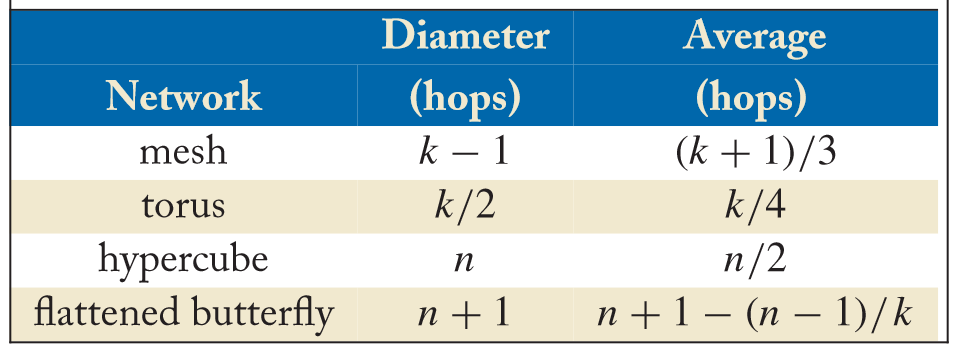 Diameter Average
Network (hops) (hops)
mesh k − 1 (k + 1)/3
torus k/2 k/4
hypercube n n/2
flattened butterfly n + 1 n + 1 − (n − 1)/k